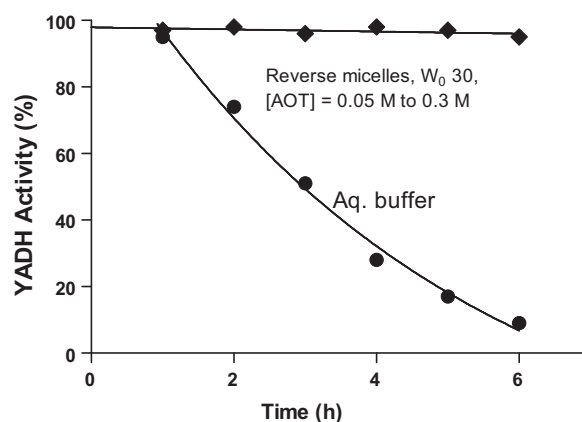 100
80
60
40
20
0
YADH Activity (%)
Reverse micelles, W₀ 30,
[AOT] = 0.05 M to 0.3 M
Aq. buffer
0 2 4 6
Time (h)